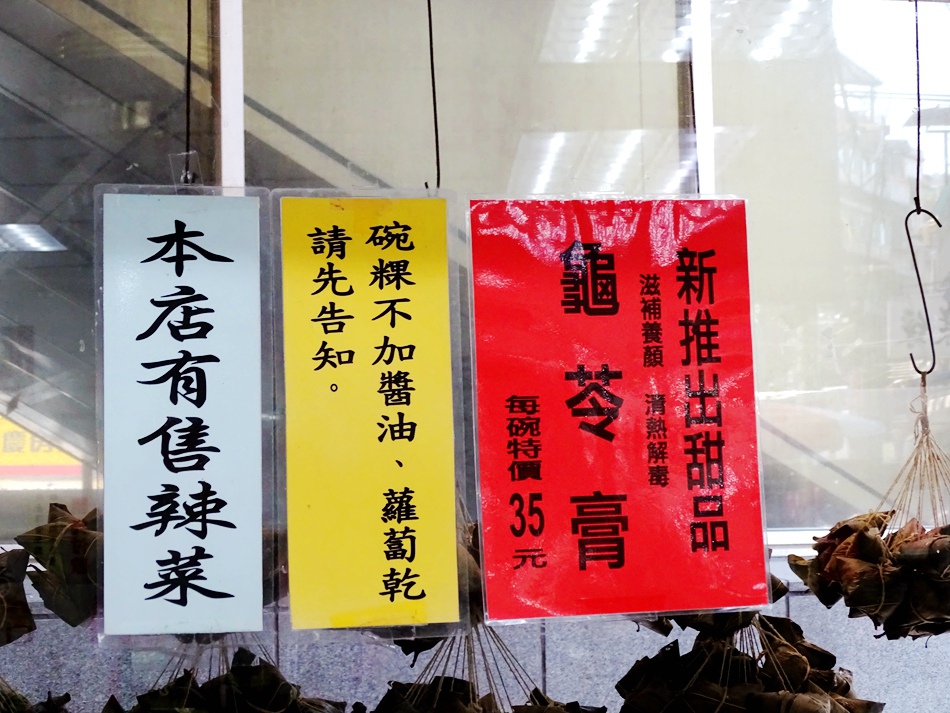 本店有售辣菜
碗粿不加醬油、蘿蔔乾
請先告知。
新推出甜品
滋補養顏 清熱解毒
龜苓膏
每碗特價35元